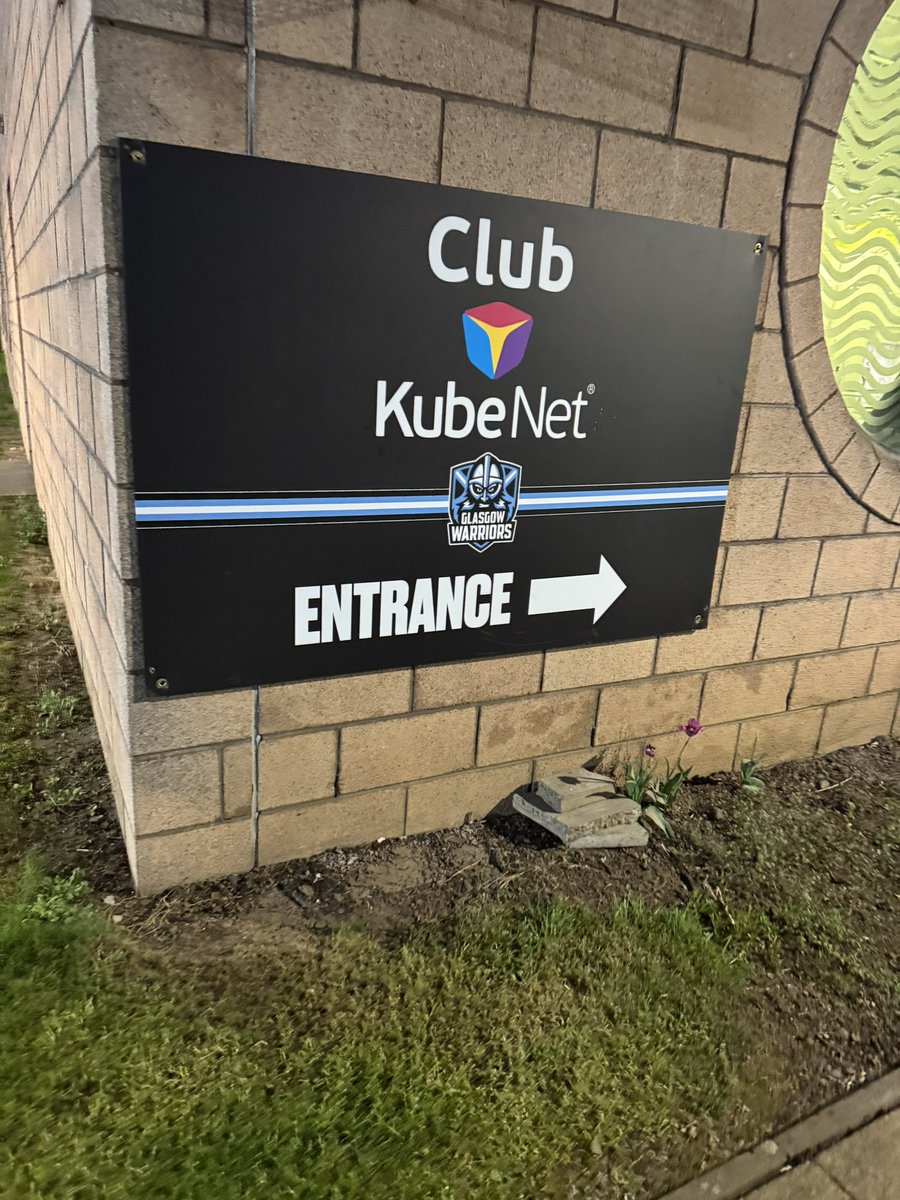 Club
KubeNet®
GLASGOW
WARRIORS
ENTRANCE